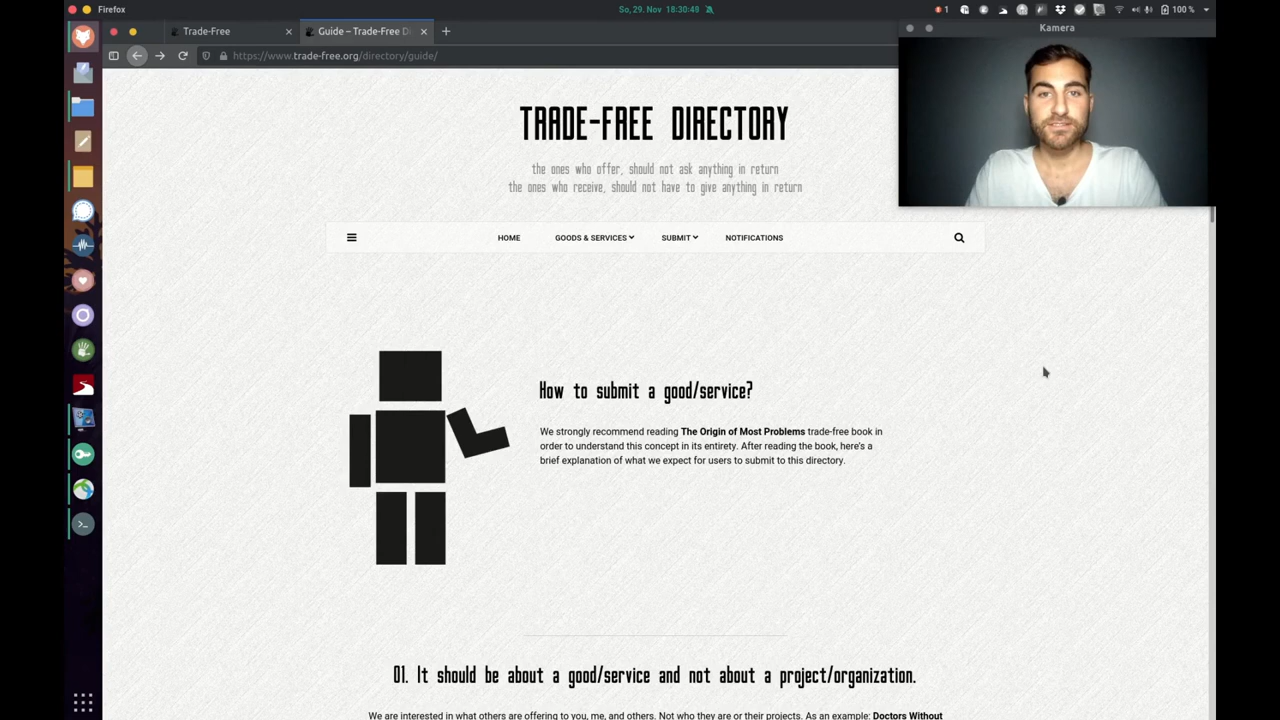 Firefox
So, 29. Nov 18:30:48
1
100 %
Trade-Free
Guide – Trade-Free Di
https://www.trade-free.org/directory/guide/
Kamera
TRADE-FREE DIRECTORY
the ones who offer, should not ask anything in return
the ones who receive, should not have to give anything in return
HOME
GOODS & SERVICES
SUBMIT
NOTIFICATIONS
How to submit a good/service?
We strongly recommend reading The Origin of Most Problems trade-free book in
order to understand this concept in its entirety. After reading the book, here's a
brief explanation of what we expect for users to submit to this directory.
01. It should be about a good/service and not about a project/organization.
We are interested in what others are offering to you, me, and others. Not who they are or their projects. As an example: Doctors Without